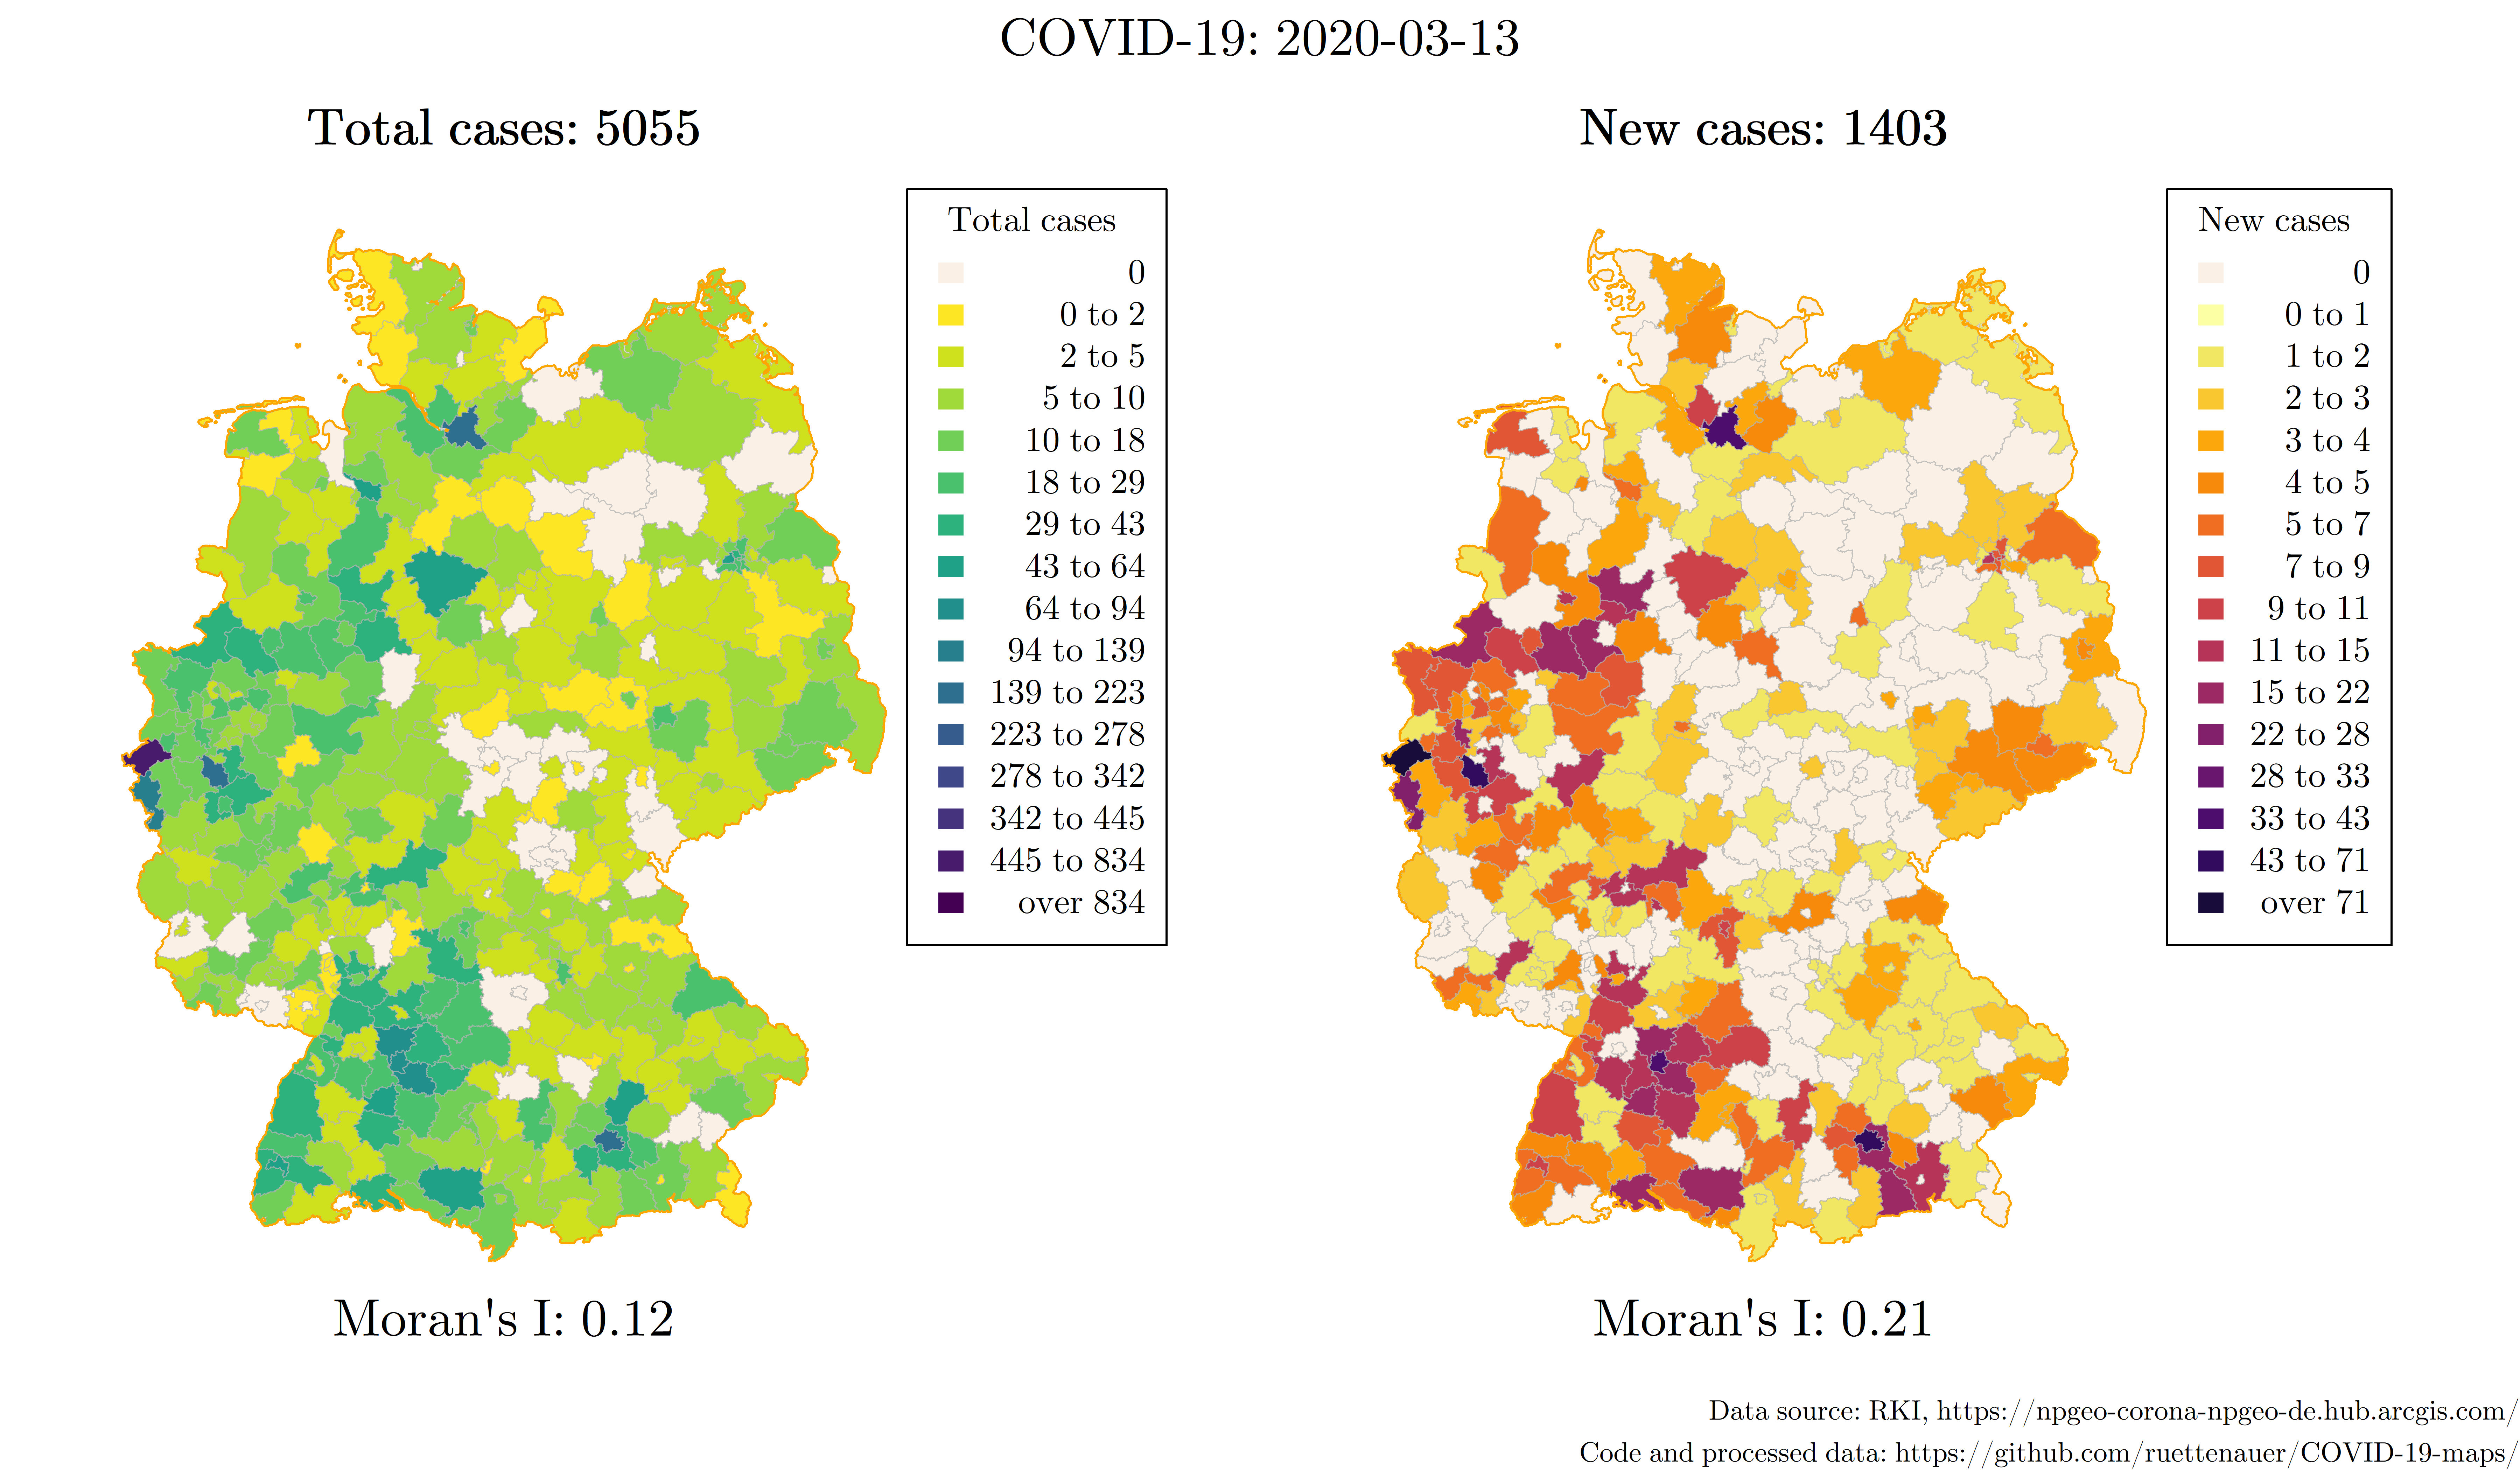 COVID-19: 2020-03-13
Total cases: 5055
Total cases
0
0 to 2
2 to 5
5 to 10
10 to 18
18 to 29
29 to 43
43 to 64
64 to 94
94 to 139
139 to 223
223 to 278
278 to 342
342 to 445
445 to 834
over 834
Moran's I: 0.12
New cases: 1403
New cases
0
0 to 1
1 to 2
2 to 3
3 to 4
4 to 5
5 to 7
7 to 9
9 to 11
11 to 15
15 to 22
22 to 28
28 to 33
33 to 43
43 to 71
over 71
Moran's I: 0.21
Data source: RKI, https://npgeo-corona-npgeo-de.hub.arcgis.com/
Code and processed data: https://github.com/ruettenauer/COVID-19-maps/